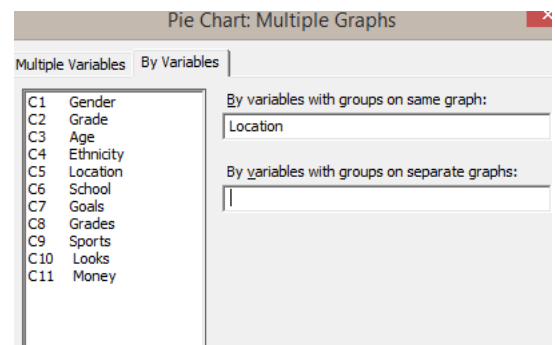 Pie Chart: Multiple Graphs
Multiple Variables By Variables
C1 Gender
C2 Grade
C3 Age
C4 Ethnicity
C5 Location
C6 School
C7 Goals
C8 Grades
C9 Sports
C10 Looks
C11 Money
By variables with groups on same graph:
Location
By variables with groups on separate graphs: